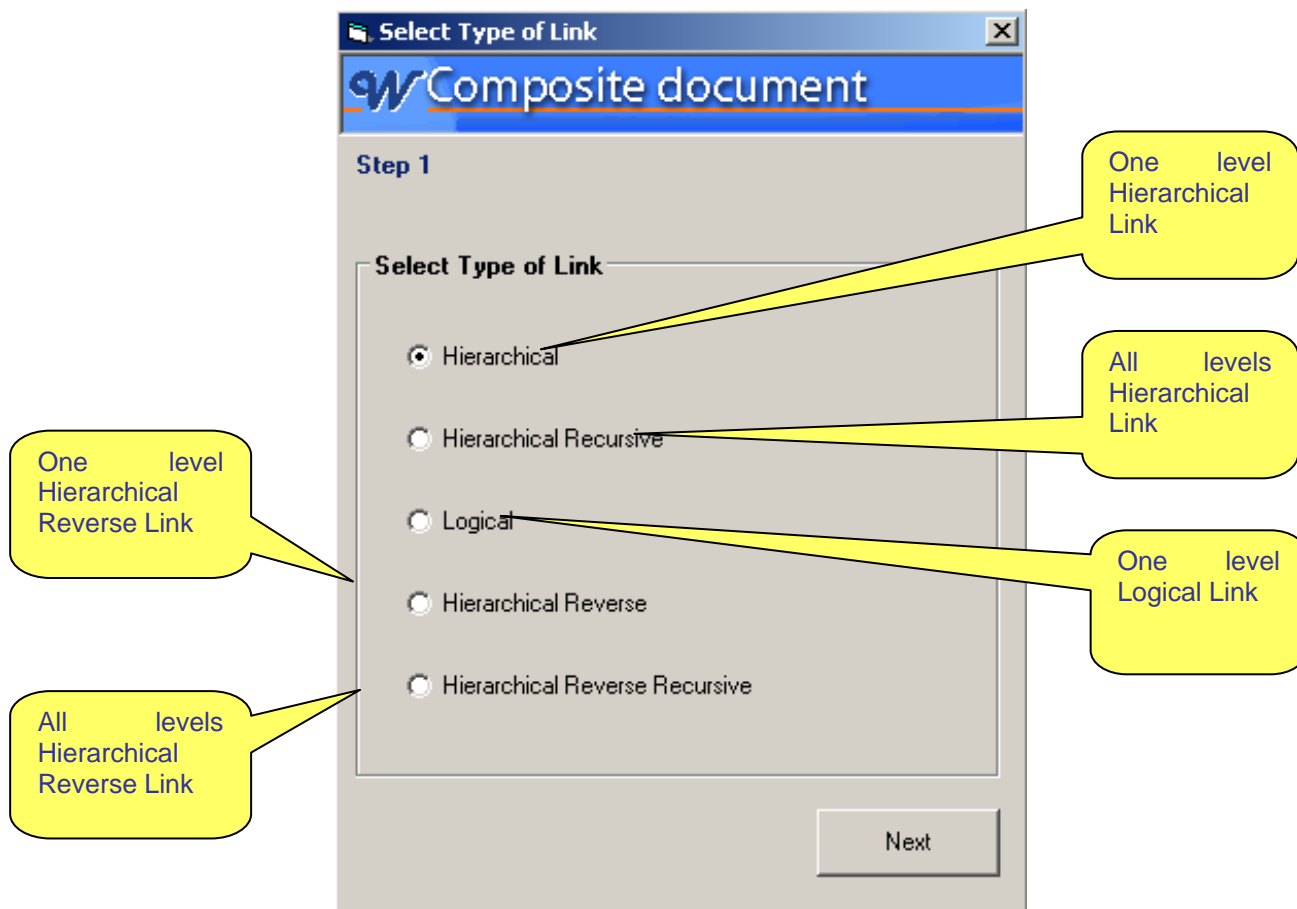 Select Type of Link
W Composite document
Step 1
Select Type of Link
Hierarchical
Hierarchical Recursive
Logical
Hierarchical Reverse
Hierarchical Reverse Recursive
Next
One level
Hierarchical
Link
All levels
Hierarchical
Link
One level
Logical Link
One level
Hierarchical
Reverse Link
All levels
Hierarchical
Reverse Link